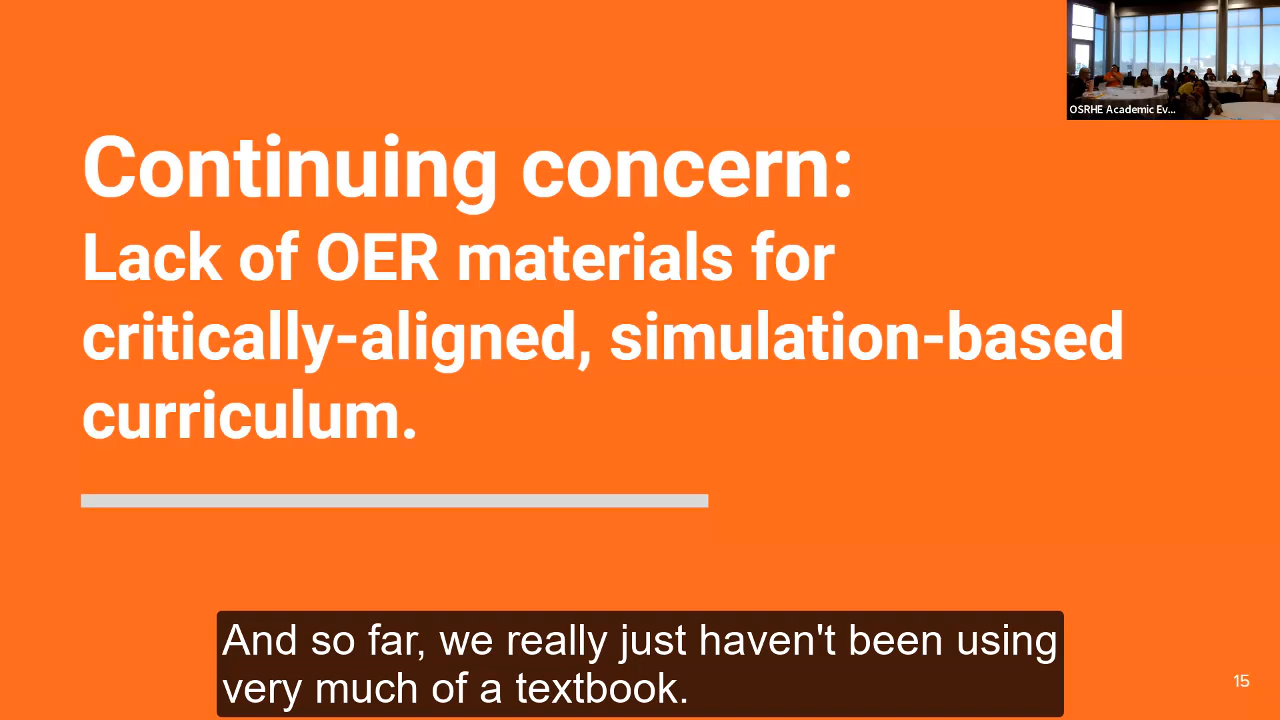 OSRHE Academic Ev...
Continuing concern:
Lack of OER materials for
critically-aligned, simulation-based
curriculum.
And so far, we really just haven't been using
very much of a textbook.
15